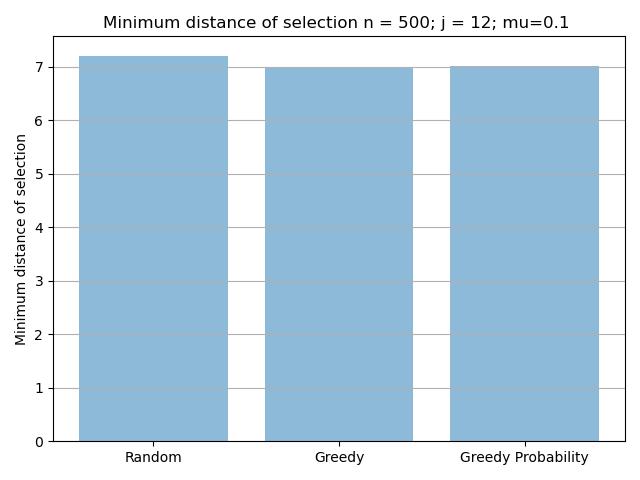 Minimum distance of selection n = 500; j = 12; mu=0.1
Minimum distance of selection
7
6
5
4
3
2
1
0
Random
Greedy
Greedy Probability